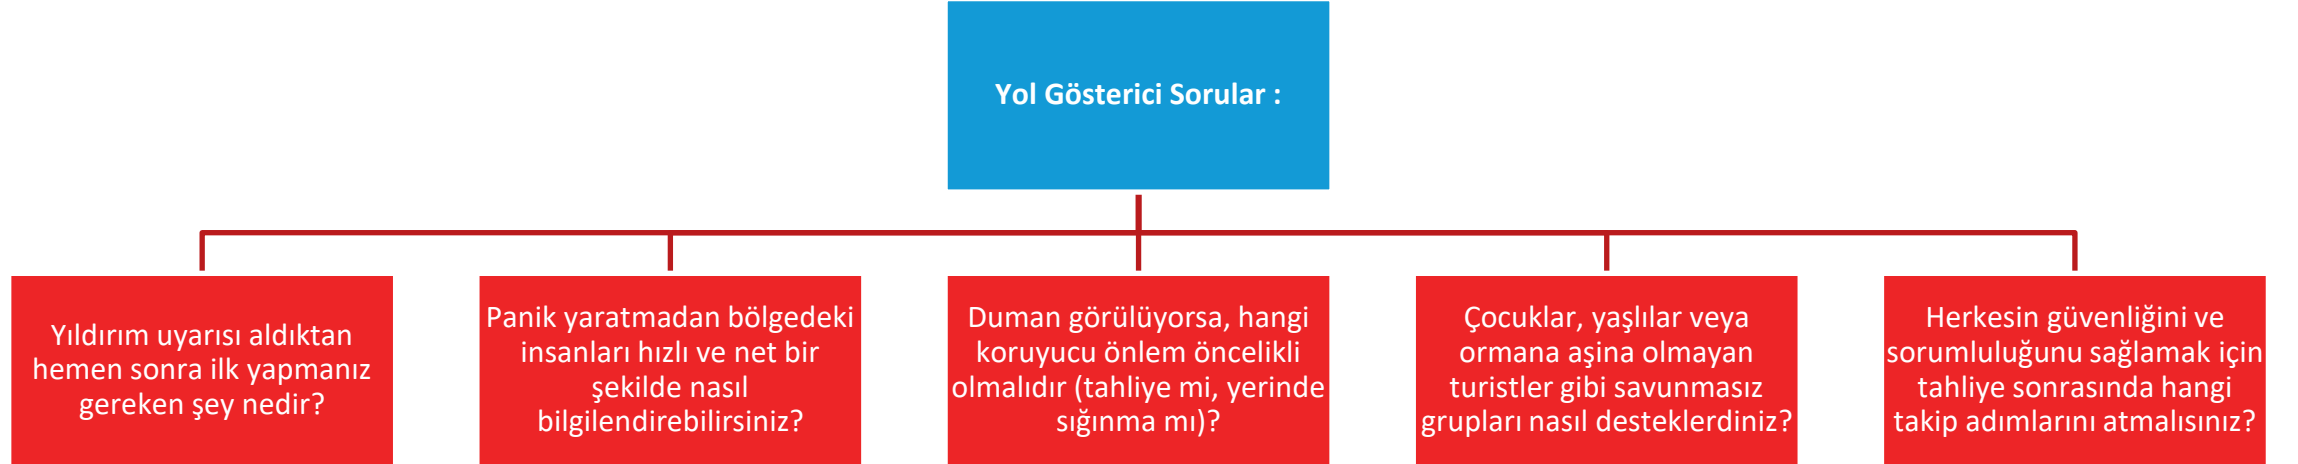 Yol Gösterici Sorular :
Yıldırım uyarısı aldıktan
hemen sonra ilk yapmanız
gereken şey nedir?
Panik yaratmadan bölgedeki
insanları hızlı ve net bir
şekilde nasıl
bilgilendirebilirsiniz?
Duman görülüyorsa, hangi
koruyucu önlem öncelikli
olmalıdır (tahliye mi, yerinde
sığınma mı)?
Çocuklar, yaşlılar veya
ormana aşina olmayan
turistler gibi savunmasız
grupları nasıl desteklerdiniz?
Herkesin güvenliğini ve
sorumluluğunu sağlamak için
tahliye sonrasında hangi
takip adımlarını atmalısınız?